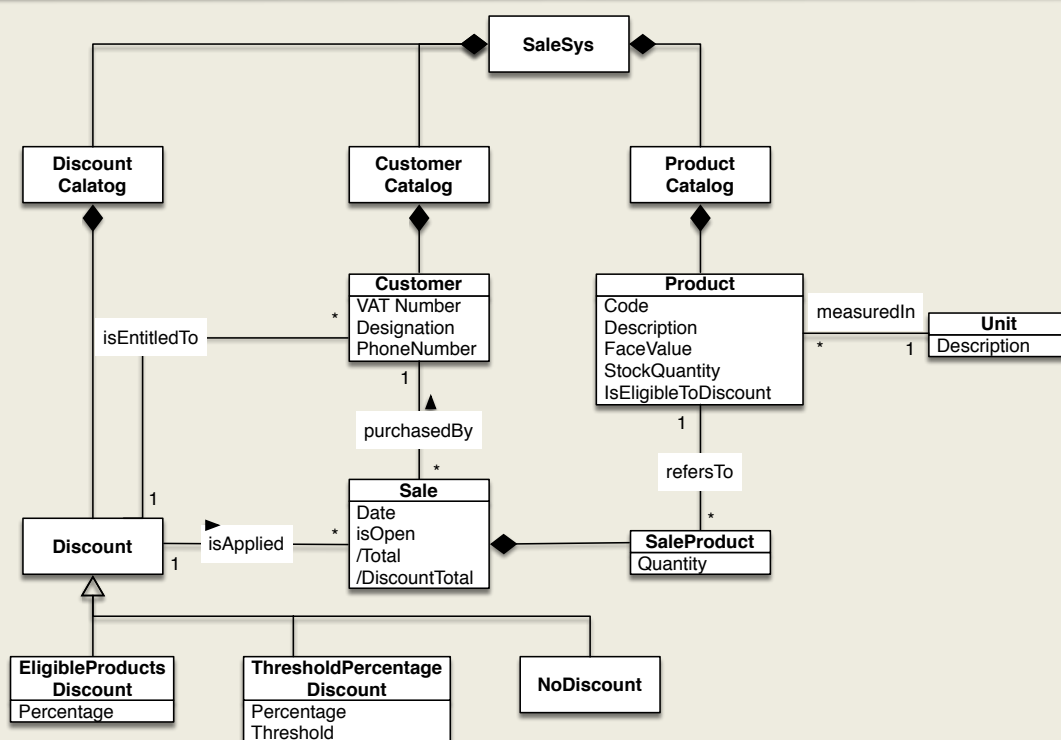 SaleSys
Discount
Calatog
Customer
Catalog
Product
Catalog
Customer
VAT Number
Designation
PhoneNumber
Product
Code
Description
FaceValue
StockQuantity
IsEligibleToDiscount
measuredIn
*
1
Unit
Description
isEntitledTo
*
1
1
purchasedBy
*
1
refersTo
*
Discount
1
isApplied
*
Sale
Date
isOpen
/Total
/DiscountTotal
SaleProduct
Quantity
EligibleProducts
Discount
Percentage
ThresholdPercentage
Discount
Percentage
Threshold
NoDiscount